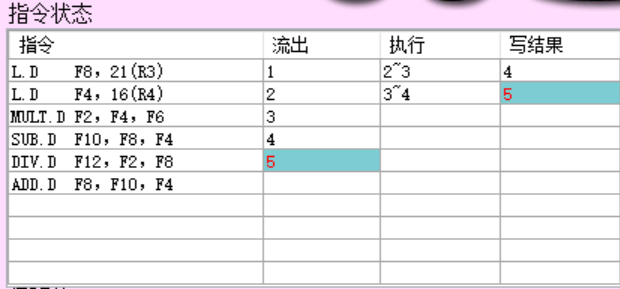 指令状态
指令 流出 执行 写结果
L.D F8, 21(R3) 1 2~3 4
L.D F4, 16(R4) 2 3~4 5
MULT.D F2, F4, F6 3
SUB.D F10, F8, F4 4
DIV.D F12, F2, F8 5
ADD.D F8, F10, F4